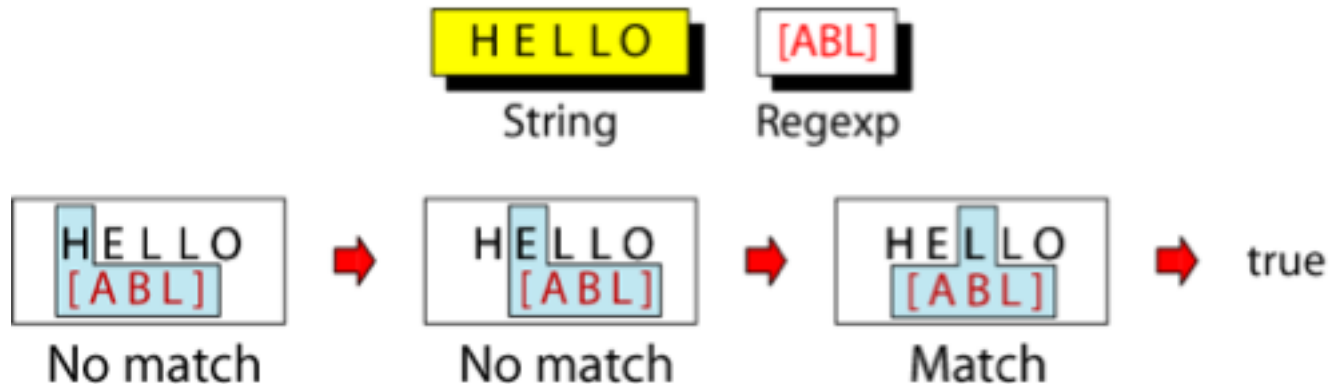 HELLO [ABL]
String Regexp
HELLO HELLO HELLO
[ABL] [ABL] [ABL] true
No match No match Match